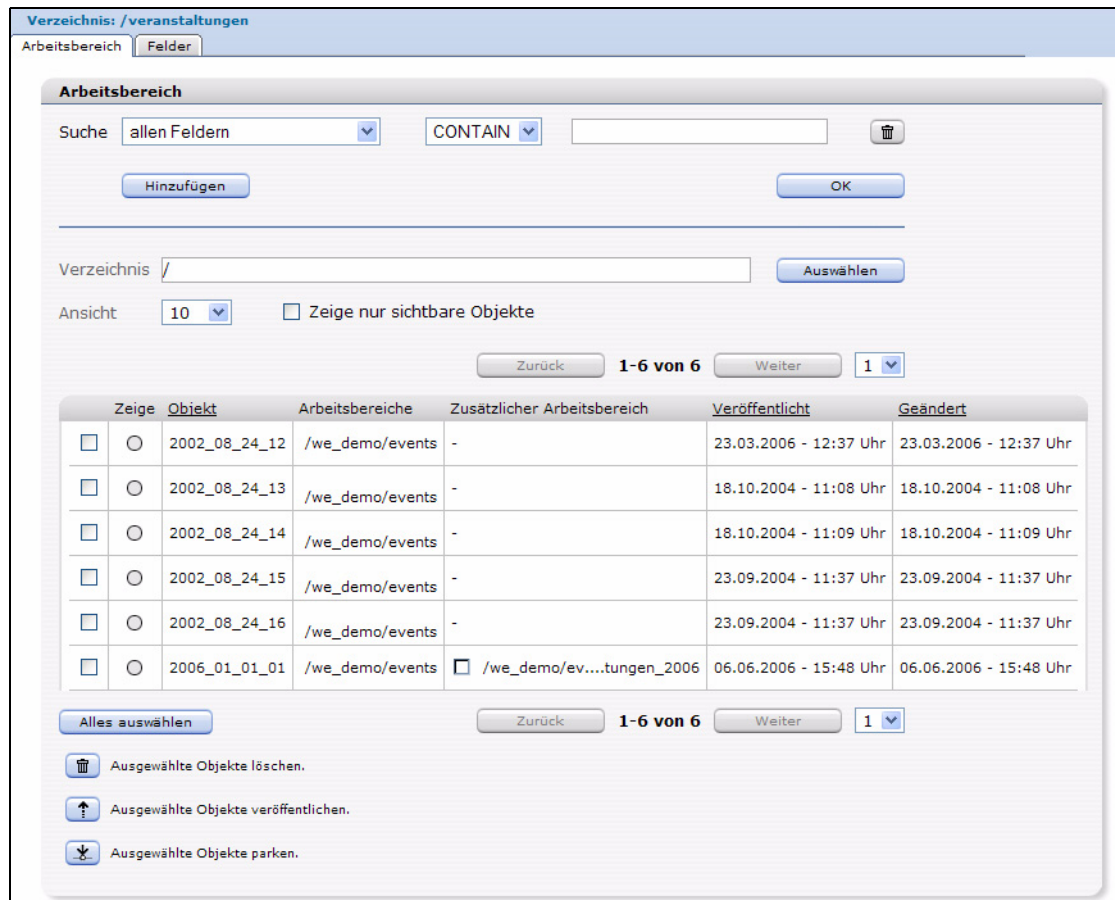 Verzeichnis: /veranstaltungen
Arbeitsbereich Felder
Arbeitsbereich
Suche allen Feldern CONTAIN
Hinzufügen OK
Verzeichnis / Auswählen
Ansicht 10 Zeige nur sichtbare Objekte
Zurück 1-6 von 6 Weiter 1
Zeige Objekt Arbeitsbereiche Zusätzlicher Arbeitsbereich Veröffentlicht Geändert
2002_08_24_12 /we_demo/events - 23.03.2006 - 12:37 Uhr 23.03.2006 - 12:37 Uhr
2002_08_24_13 /we_demo/events - 18.10.2004 - 11:08 Uhr 18.10.2004 - 11:08 Uhr
2002_08_24_14 /we_demo/events - 18.10.2004 - 11:09 Uhr 18.10.2004 - 11:09 Uhr
2002_08_24_15 /we_demo/events - 23.09.2004 - 11:37 Uhr 23.09.2004 - 11:37 Uhr
2002_08_24_16 /we_demo/events - 23.09.2004 - 11:37 Uhr 23.09.2004 - 11:37 Uhr
2006_01_01_01 /we_demo/events /we_demo/ev....tungen_2006 06.06.2006 - 15:48 Uhr 06.06.2006 - 15:48 Uhr
Alles auswählen Zurück 1-6 von 6 Weiter 1
Ausgewählte Objekte löschen.
Ausgewählte Objekte veröffentlichen.
Ausgewählte Objekte parken.